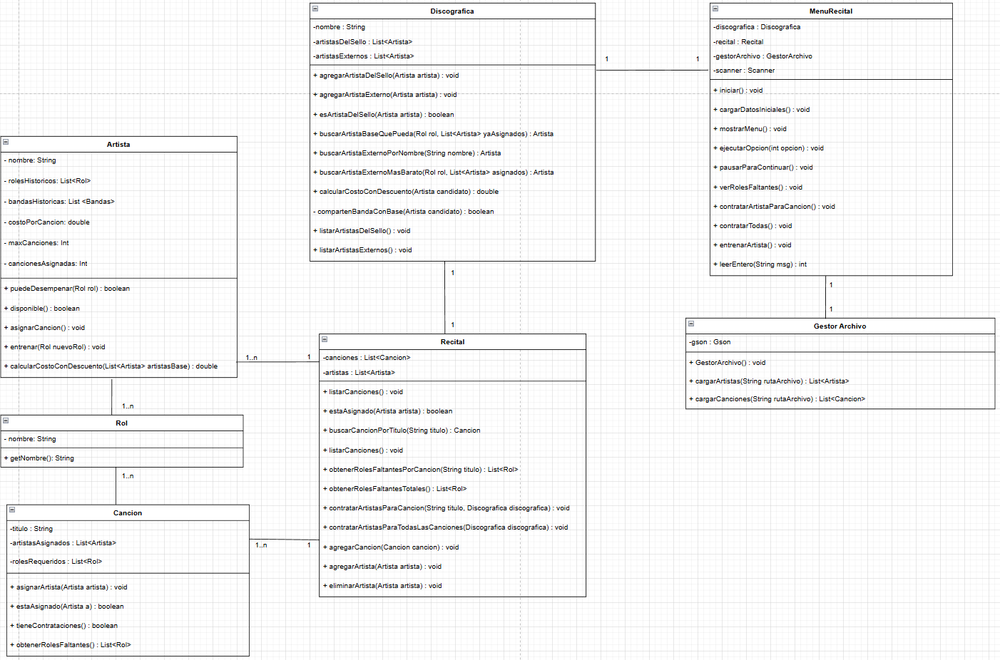 Discografica
-nombre : String
-artistasDelSello : List<Artista>
-artistasExternos : List<Artista>
+ agregarArtistaDelSello(Artista artista) : void
+ agregarArtistaExterno(Artista artista) : void
+ esArtistaDelSello(Artista artista) : boolean
+ buscarArtistaBaseQuePueda(Rol rol, List<Artista> yaAsignados) : Artista
+ buscarArtistaExternoPorNombre(String nombre) : Artista
+ buscarArtistaExternoMasBarato(Rol rol, List<Artista> asignados) : Artista
+ calcularCostoConDescuento(Artista candidato) : double
- compartenBandaConBase(Artista candidato) : boolean
+ listarArtistasDelSello() : void
+ listarArtistasExternos() : void
1
1
MenuRecital
-discografica : Discografica
-recital : Recital
-gestorArchivo : GestorArchivo
-scanner : Scanner
+ iniciar() : void
+ cargarDatosIniciales() : void
+ mostrarMenu() : void
+ ejecutarOpcion(int opcion) : void
+ pausarParaContinuar() : void
+ verRolesFaltantes() : void
+ contratarArtistaParaCancion() : void
+ contratarTodas() : void
+ entrenarArtista() : void
+ leerEntero(String msg) : int
1
1
Gestor Archivo
-gson : Gson
+ GestorArchivo() : void
+ cargarArtistas(String rutaArchivo) : List<Artista>
+ cargarCanciones(String rutaArchivo) : List<Cancion>
Artista
- nombre: String
- rolesHistoricos: List<Rol>
- bandasHistoricas: List <Bandas>
- costoPorCancion: double
- maxCanciones: Int
- cancionesAsignadas: Int
+ puedeDesempenar(Rol rol) : boolean
+ disponible() : boolean
+ asignarCancion() : void
+ entrenar(Rol nuevoRol) : void
+ calcularCostoConDescuento(List<Artista> artistasBase) : double
1..n
1
1
1
Recital
-canciones : List<Cancion>
-artistas : List<Artista>
+ listarCanciones() : void
+ estaAsignado(Artista artista) : boolean
+ buscarCancionPorTitulo(String titulo) : Cancion
+ listarCanciones() : void
+ obtenerRolesFaltantesPorCancion(String titulo) : List<Rol>
+ obtenerRolesFaltantesTotales() : List<Rol>
+ contratarArtistasParaCancion(String titulo, Discografica discografica) : void
+ contratarArtistasParaTodasLasCanciones(Discografica discografica) : void
+ agregarCancion(Cancion cancion) : void
+ agregarArtista(Artista artista) : void
+ eliminarArtista(Artista artista) : void
1..n
Rol
- nombre: String
+ getNombre(): String
1..n
Cancion
-titulo : String
-artistasAsignados : List<Artista>
-rolesRequeridos : List<Rol>
+ asignarArtista(Artista artista) : void
+ estaAsignado(Artista a) : boolean
+ tieneContrataciones() : boolean
+ obtenerRolesFaltantes() : List<Rol>
1..n
1